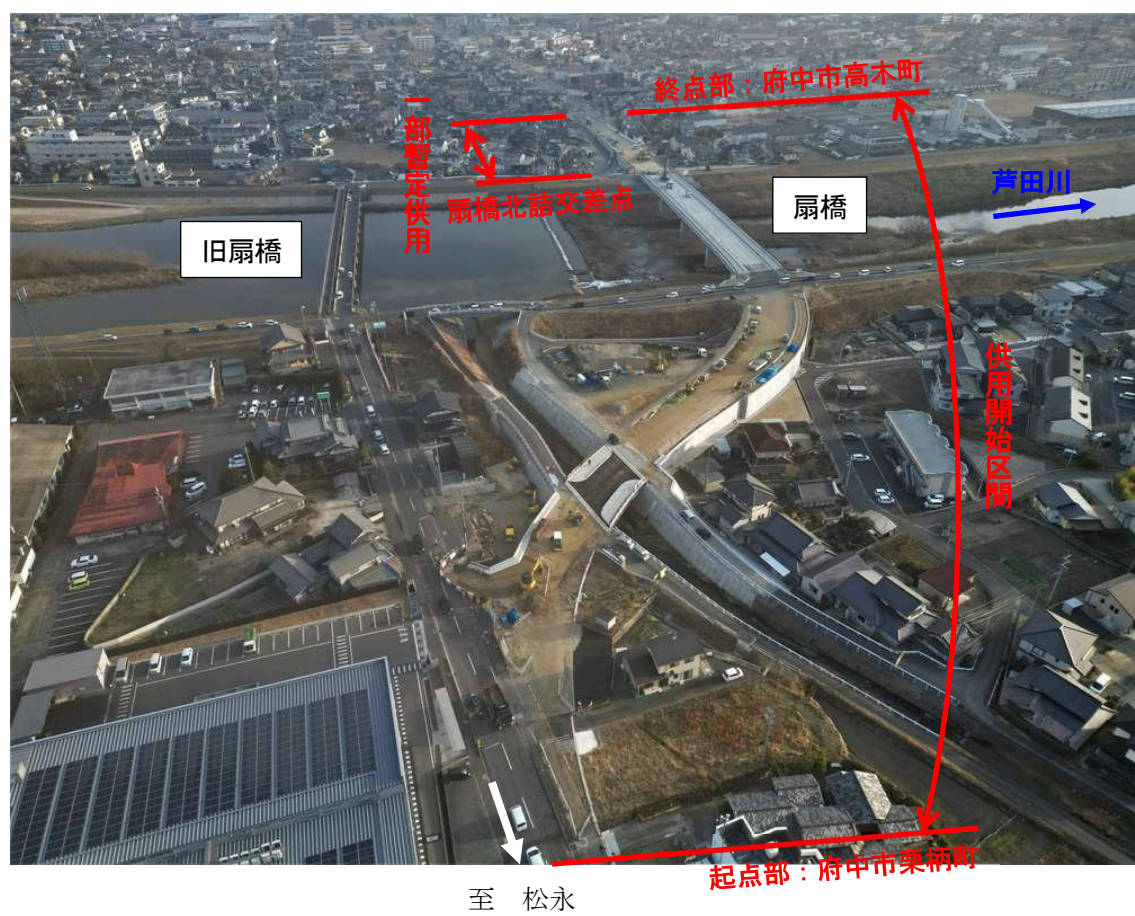 終点部：府中市高木町
一部暫定供用
扇橋北詰交差点
芦田川
扇橋
旧扇橋
供用開始区間
起点部：府中市栗柄町
至　松永